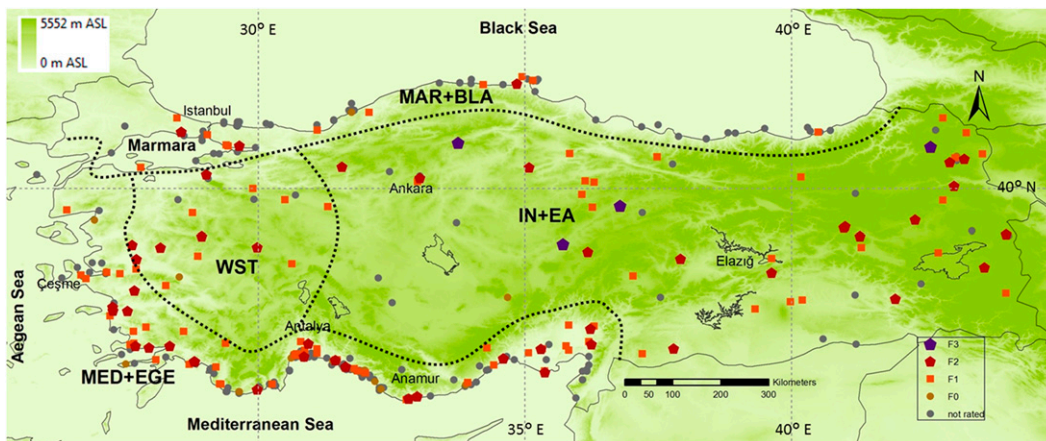 5552 m ASL
0 m ASL
30° E
Black Sea
40° E
N
MAR+BLA
Istanbul
Marmara
Ankara
40° N
IN+EA
WST
Elazığ
Çeşme
Aegean Sea
Antalya
Anamur
MED+EGE
Mediterranean Sea
35° E
40° E
Kilometers
0 50 100 200 300
F3
F2
F1
F0
not rated